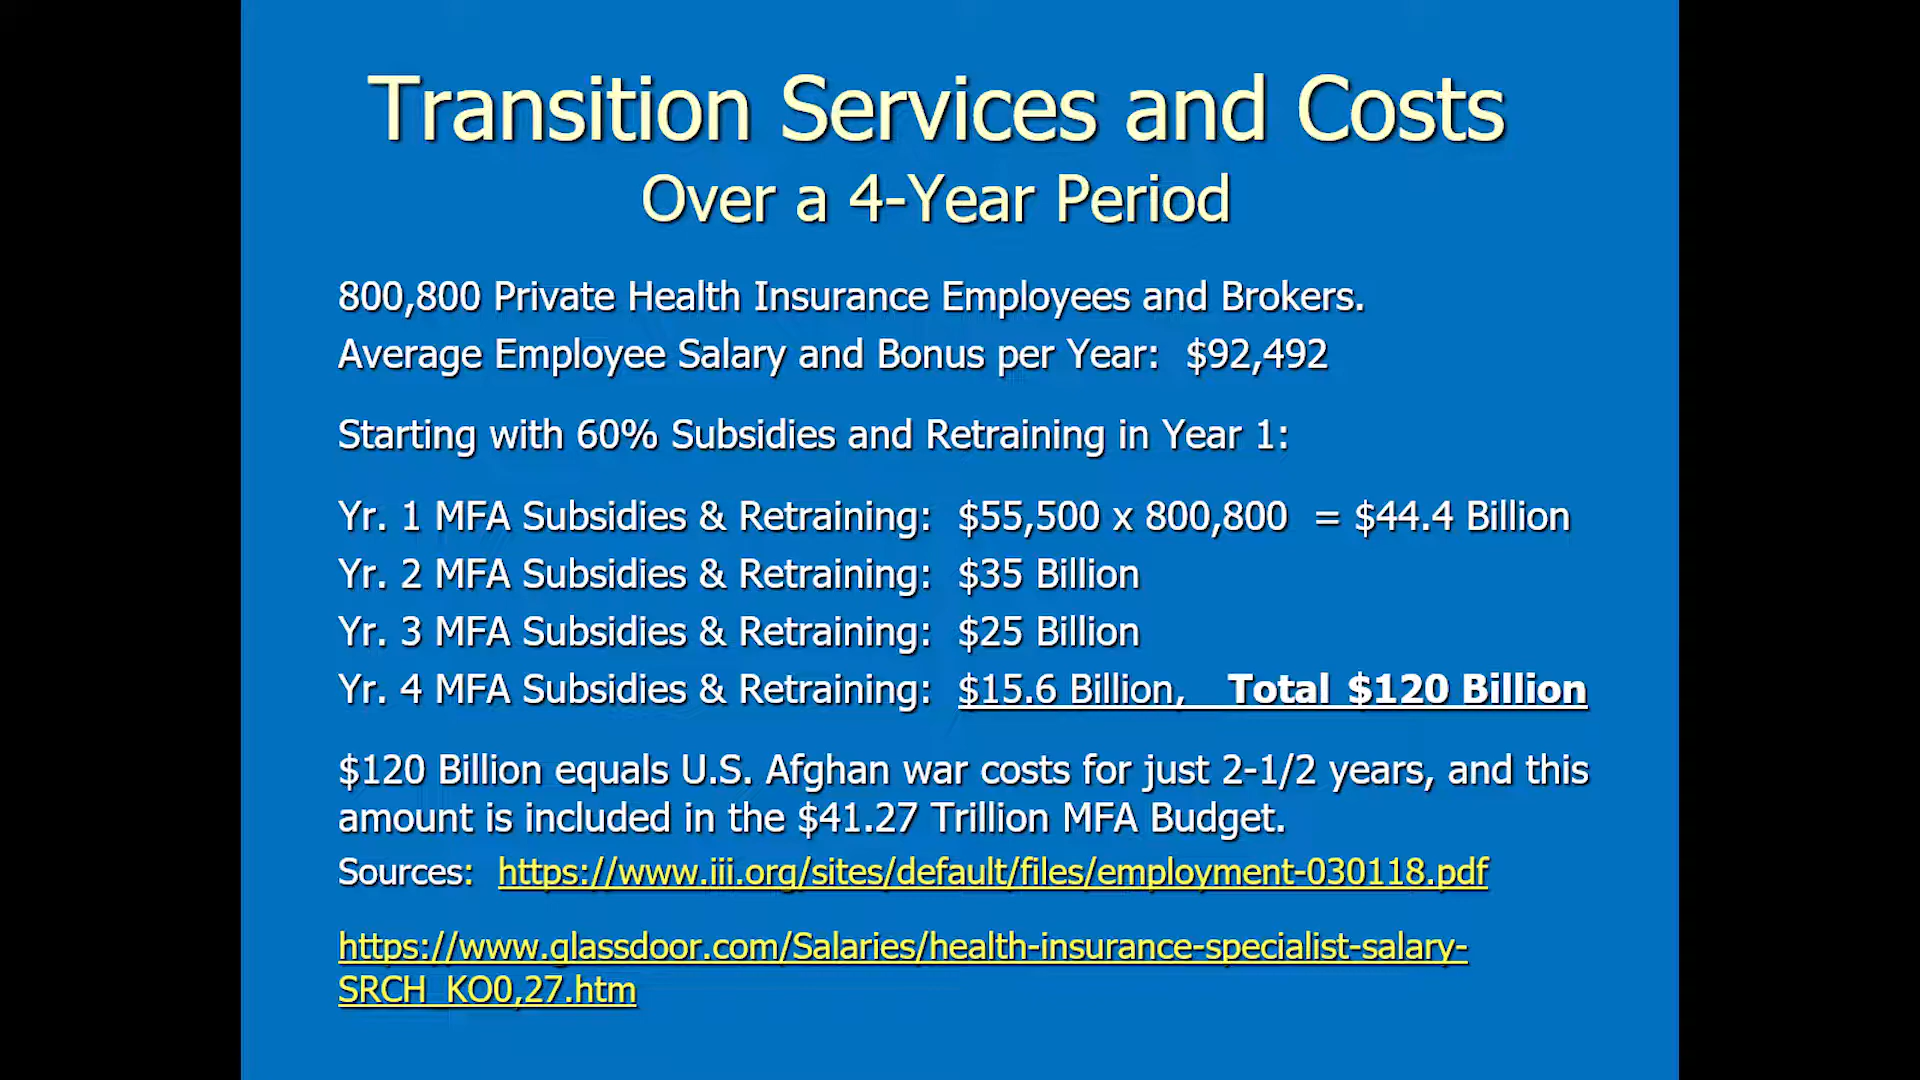 Transition Services and Costs
Over a 4-Year Period
800,800 Private Health Insurance Employees and Brokers.
Average Employee Salary and Bonus per Year: $92,492
Starting with 60% Subsidies and Retraining in Year 1:
Yr. 1 MFA Subsidies & Retraining: $55,500 x 800,800 = $44.4 Billion
Yr. 2 MFA Subsidies & Retraining: $35 Billion
Yr. 3 MFA Subsidies & Retraining: $25 Billion
Yr. 4 MFA Subsidies & Retraining: $15.6 Billion, Total $120 Billion
$120 Billion equals U.S. Afghan war costs for just 2-1/2 years, and this
amount is included in the $41.27 Trillion MFA Budget.
Sources: https://www.iii.org/sites/default/files/employment-030118.pdf
https://www.glassdoor.com/Salaries/health-insurance-specialist-salary-
SRCH_KO0,27.htm